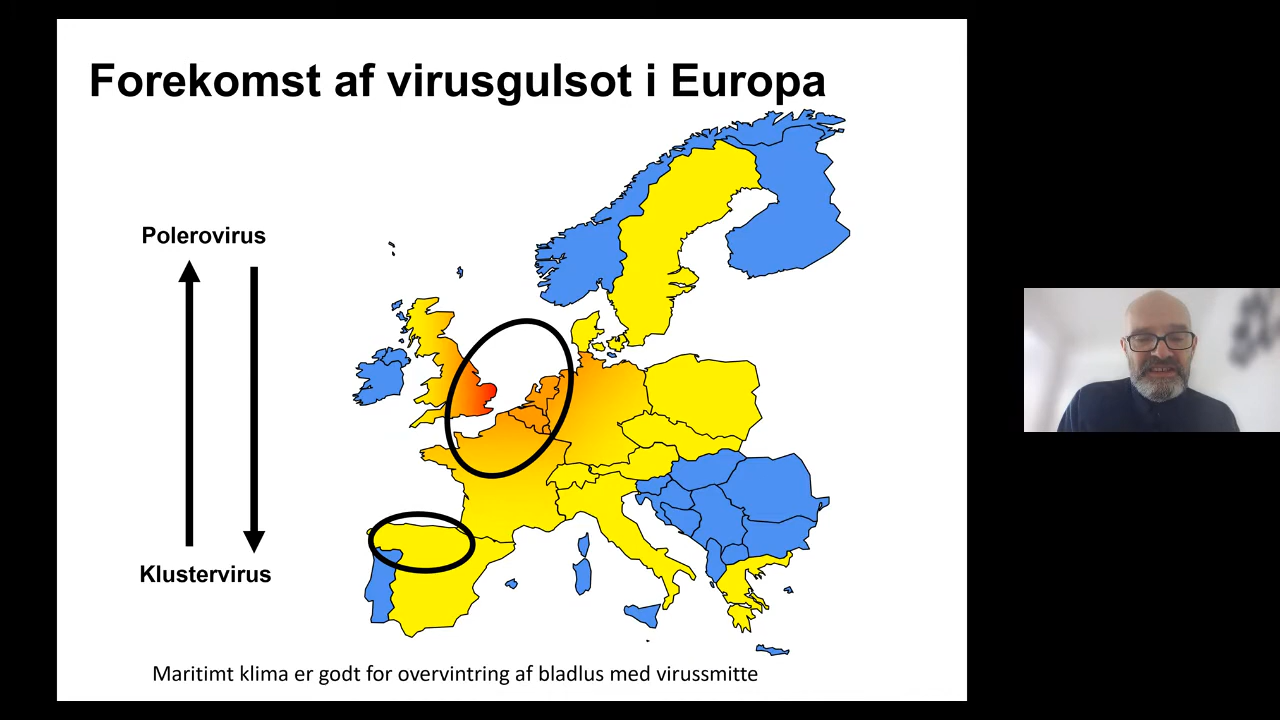 Forekomst af virusgulsot i Europa
Polerovirus
Klustervirus
Maritimt klima er godt for overvintring af bladlus med virussmitte